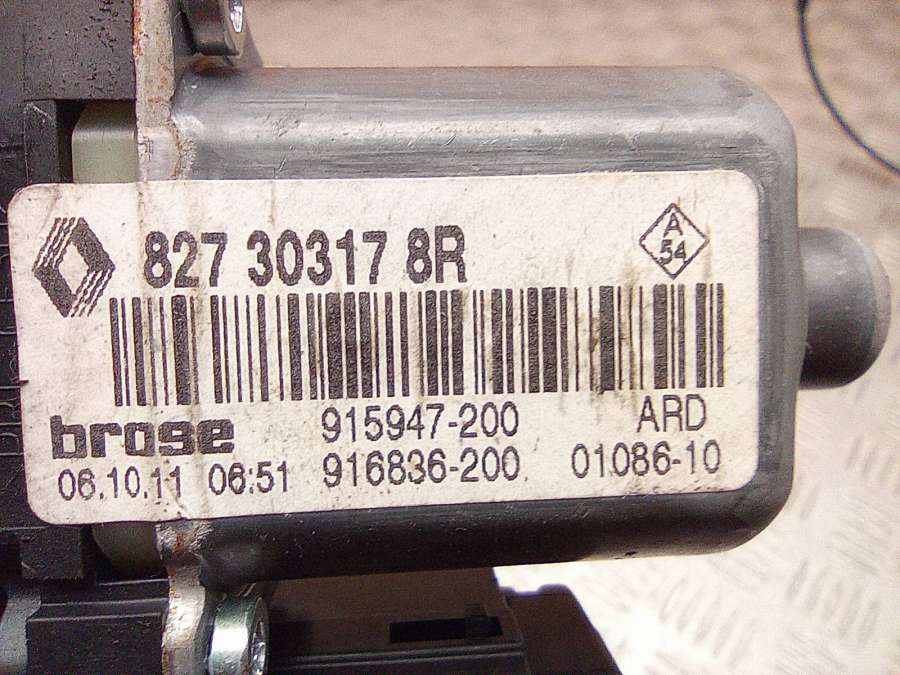 827 30317 8R
A
54
brose
915947-200
ARD
06.10.11 06:51
916836-200
01086-10